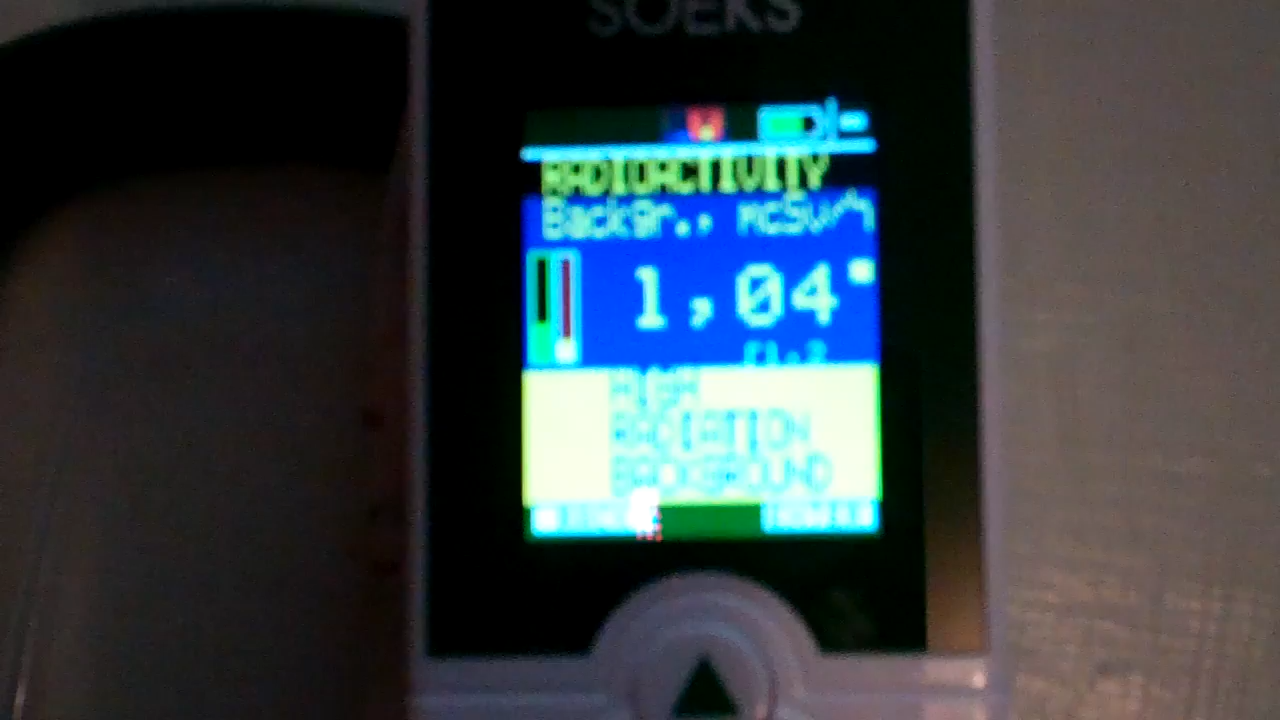 SOEKS
RADIOACTIVITY
Backgr., mcSv/h
1,04
HIGH
RADIATION
BACKGROUND